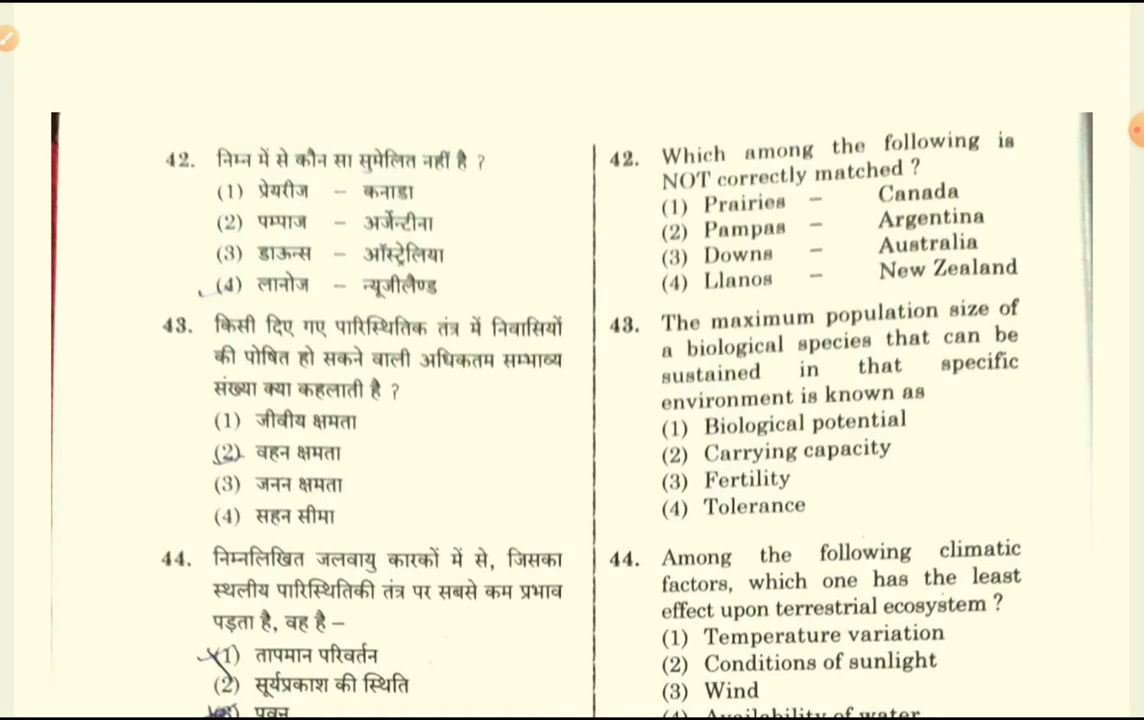 42. निम्न में से कौन सा सुमेलित नहीं है ?
(1) प्रेयरीज – कनाडा
(2) पम्पाज – अर्जेन्टीना
(3) डाऊन्स – ऑस्ट्रेलिया
(4) लानोज – न्यूजीलैण्ड
43. किसी दिए गए पारिस्थितिक तंत्र में निवासियों
की पोषित हो सकने वाली अधिकतम सम्भाव्य
संख्या क्या कहलाती है ?
(1) जीवीय क्षमता
(2) वहन क्षमता
(3) जनन क्षमता
(4) सहन सीमा
44. निम्नलिखित जलवायु कारकों में से, जिसका
स्थलीय पारिस्थितिकी तंत्र पर सबसे कम प्रभाव
पड़ता है, वह है –
(1) तापमान परिवर्तन
(2) सूर्यप्रकाश की स्थिति
(3) पवन
42. Which among the following is
NOT correctly matched ?
(1) Prairies – Canada
(2) Pampas – Argentina
(3) Downs – Australia
(4) Llanos – New Zealand
43. The maximum population size of
a biological species that can be
sustained in that specific
environment is known as
(1) Biological potential
(2) Carrying capacity
(3) Fertility
(4) Tolerance
44. Among the following climatic
factors, which one has the least
effect upon terrestrial ecosystem ?
(1) Temperature variation
(2) Conditions of sunlight
(3) Wind
(4) Availability of water